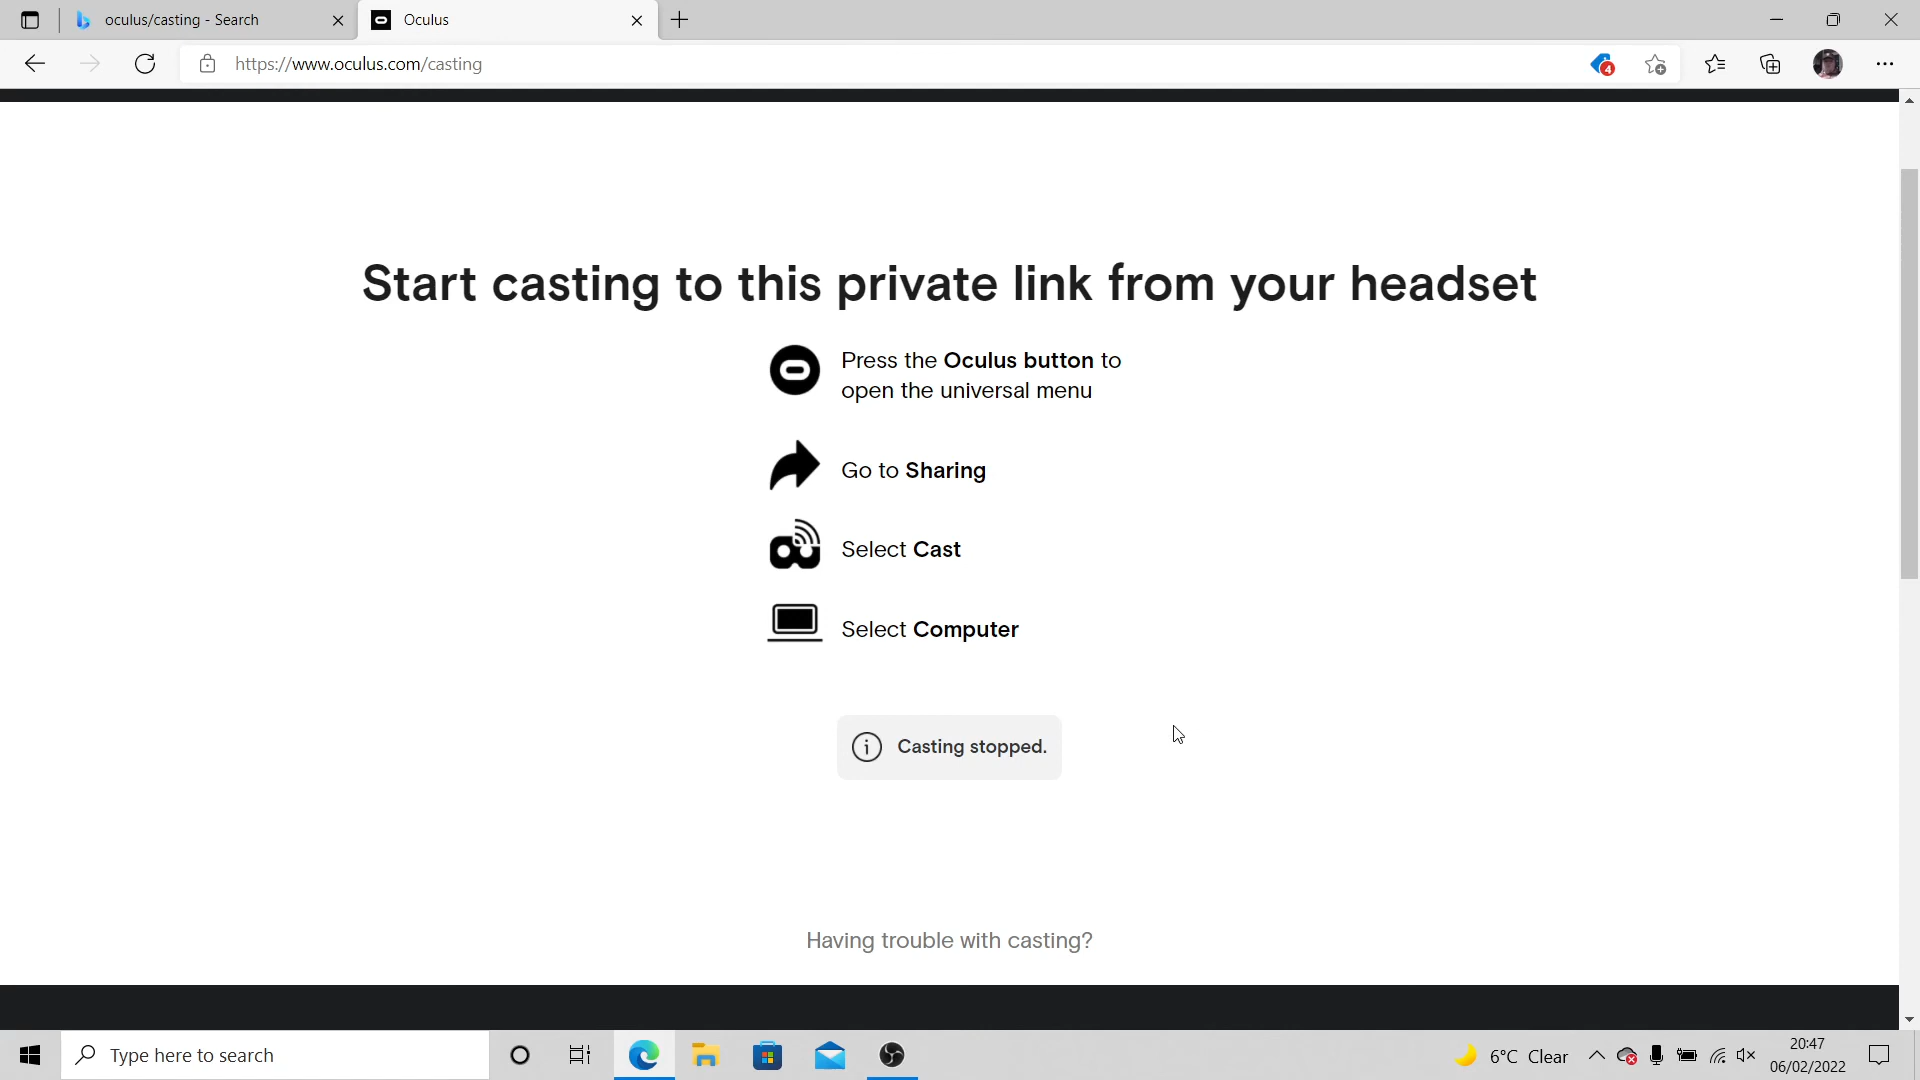 oculus/casting - Search
Oculus
https://www.oculus.com/casting
4
Start casting to this private link from your headset
Press the Oculus button to
open the universal menu
Go to Sharing
Select Cast
Select Computer
Casting stopped.
Having trouble with casting?
Type here to search
6°C Clear
20:47
06/02/2022